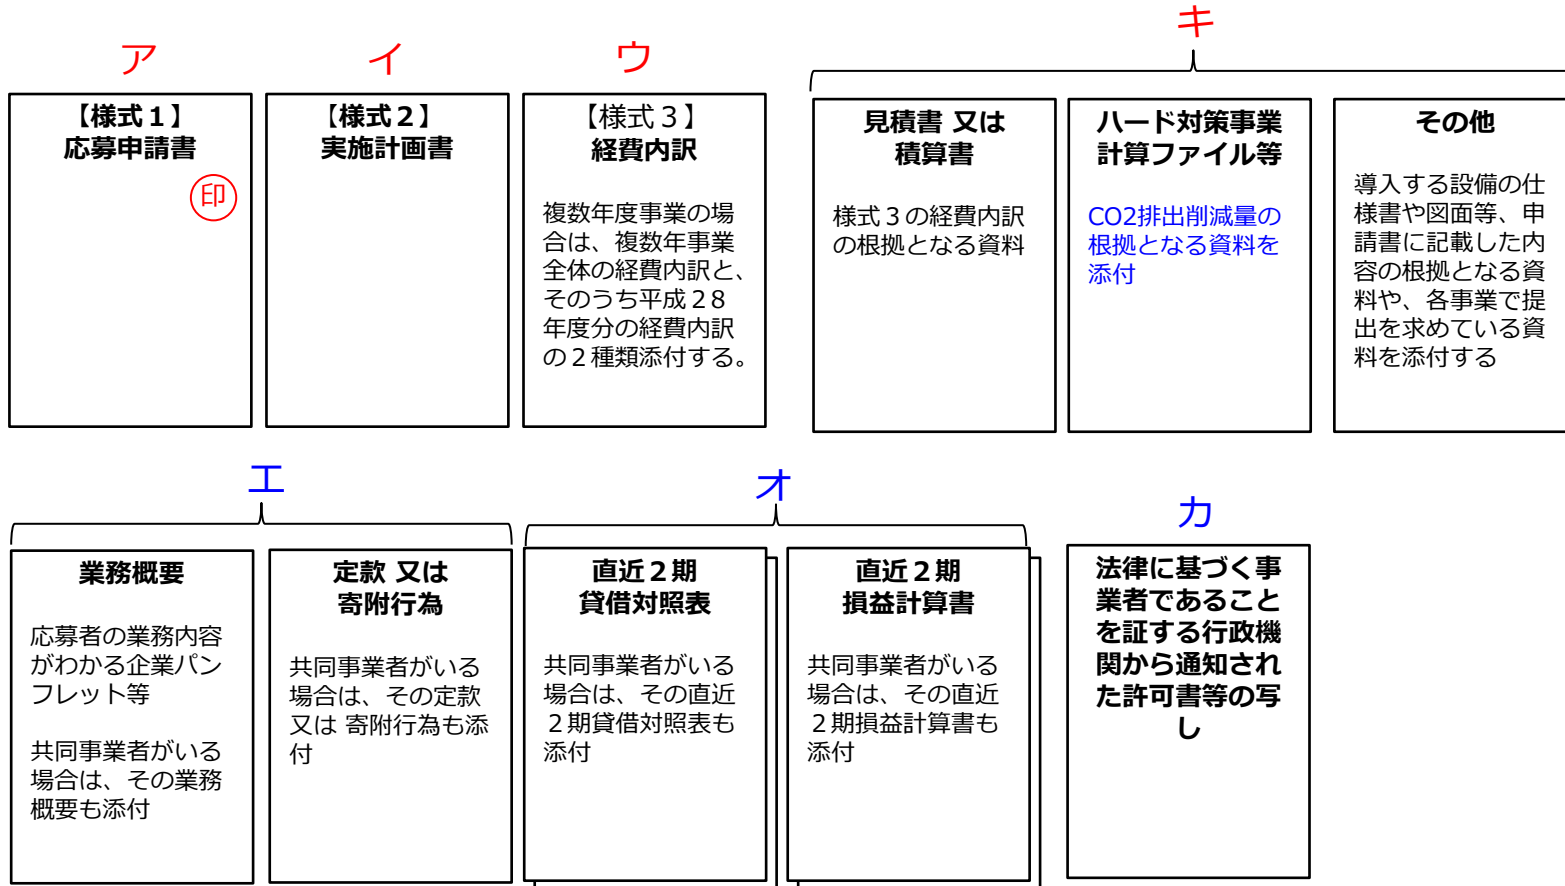 ア
【様式１】
応募申請書
印
イ
【様式２】
実施計画書
ウ
【様式３】
経費内訳
複数年度事業の場
合は、複数年事業
全体の経費内訳と、
そのうち平成２８
年度分の経費内訳
の２種類添付する。
キ
見積書 又は
積算書
様式３の経費内訳
の根拠となる資料
ハード対策事業
計算ファイル等
CO2排出削減量の
根拠となる資料を
添付
その他
導入する設備の仕
様書や図面等、申
請書に記載した内
容の根拠となる資
料や、各事業で提
出を求めている資
料を添付する
エ
業務概要
応募者の業務内容
がわかる企業パン
フレット等
共同事業者がいる
場合は、その業務
概要も添付
定款 又は
寄附行為
共同事業者がいる
場合は、その定款
又は 寄附行為も添
付
オ
直近２期
貸借対照表
共同事業者がいる
場合は、その直近
２期貸借対照表も
添付
直近２期
損益計算書
共同事業者がいる
場合は、その直近
２期損益計算書も
添付
カ
法律に基づく事
業者であること
を証する行政機
関から通知され
た許可書等の写
し